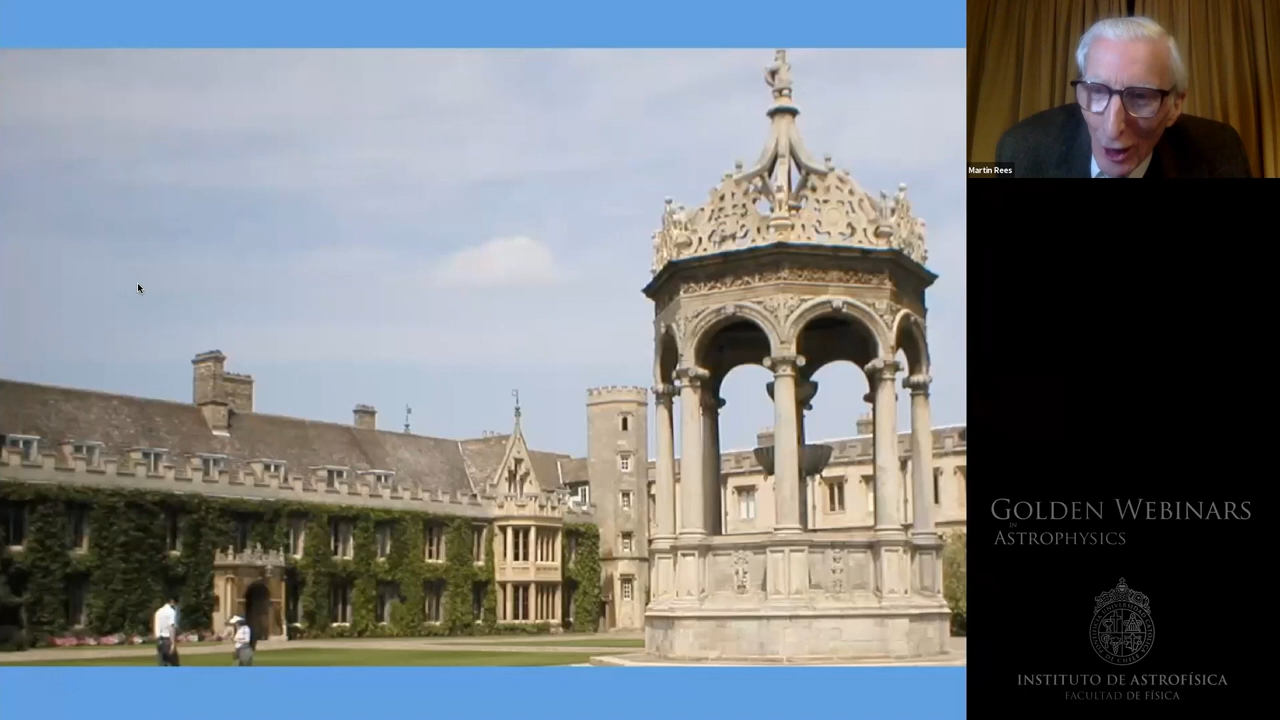 Martin Rees
GOLDEN WEBINARS
IN
ASTROPHYSICS
INSTITUTO DE ASTROFÍSICA
FACULTAD DE FÍSICA